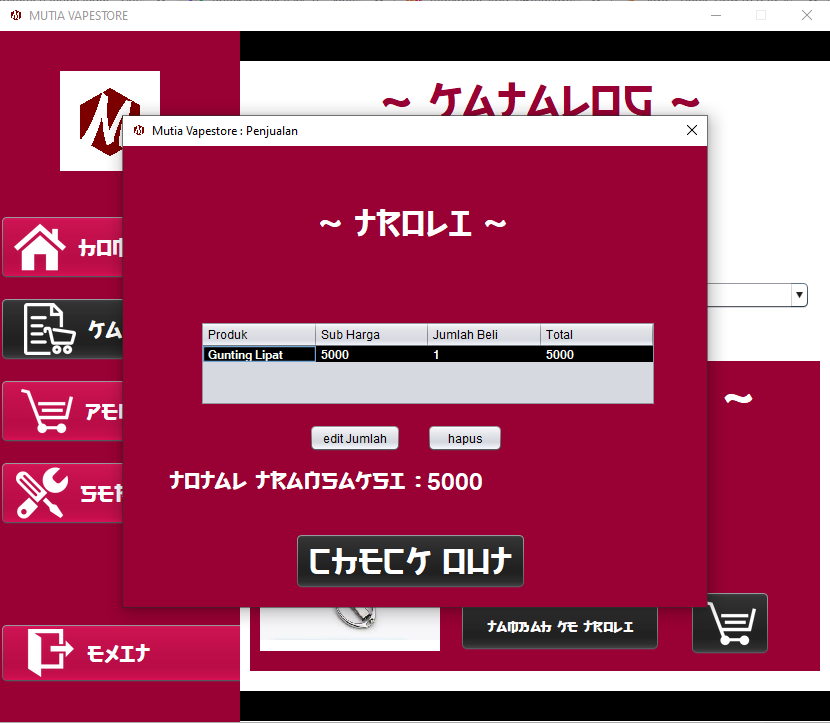 MUTIA VAPESTORE
~ KATALOG ~
Mutia Vapestore : Penjualan
~ TROLI ~
Produk Sub Harga Jumlah Beli Total
Gunting Lipat 5000 1 5000
edit Jumlah hapus
TOTAL TRANSAKSI : 5000
CHECK OUT
TAMBAH KE TROLI
EXIT